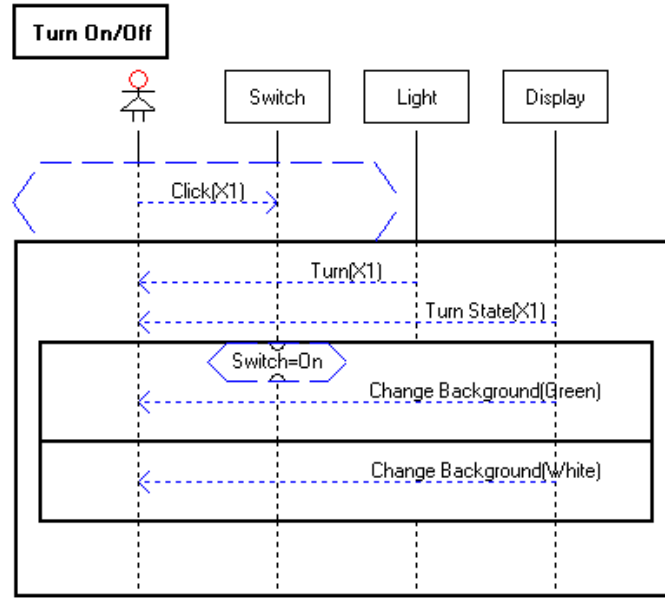 Turn On/Off
Switch
Light
Display
Click(X1)
Turn(X1)
Turn State(X1)
Switch=On
Change Background(Green)
Change Background(White)